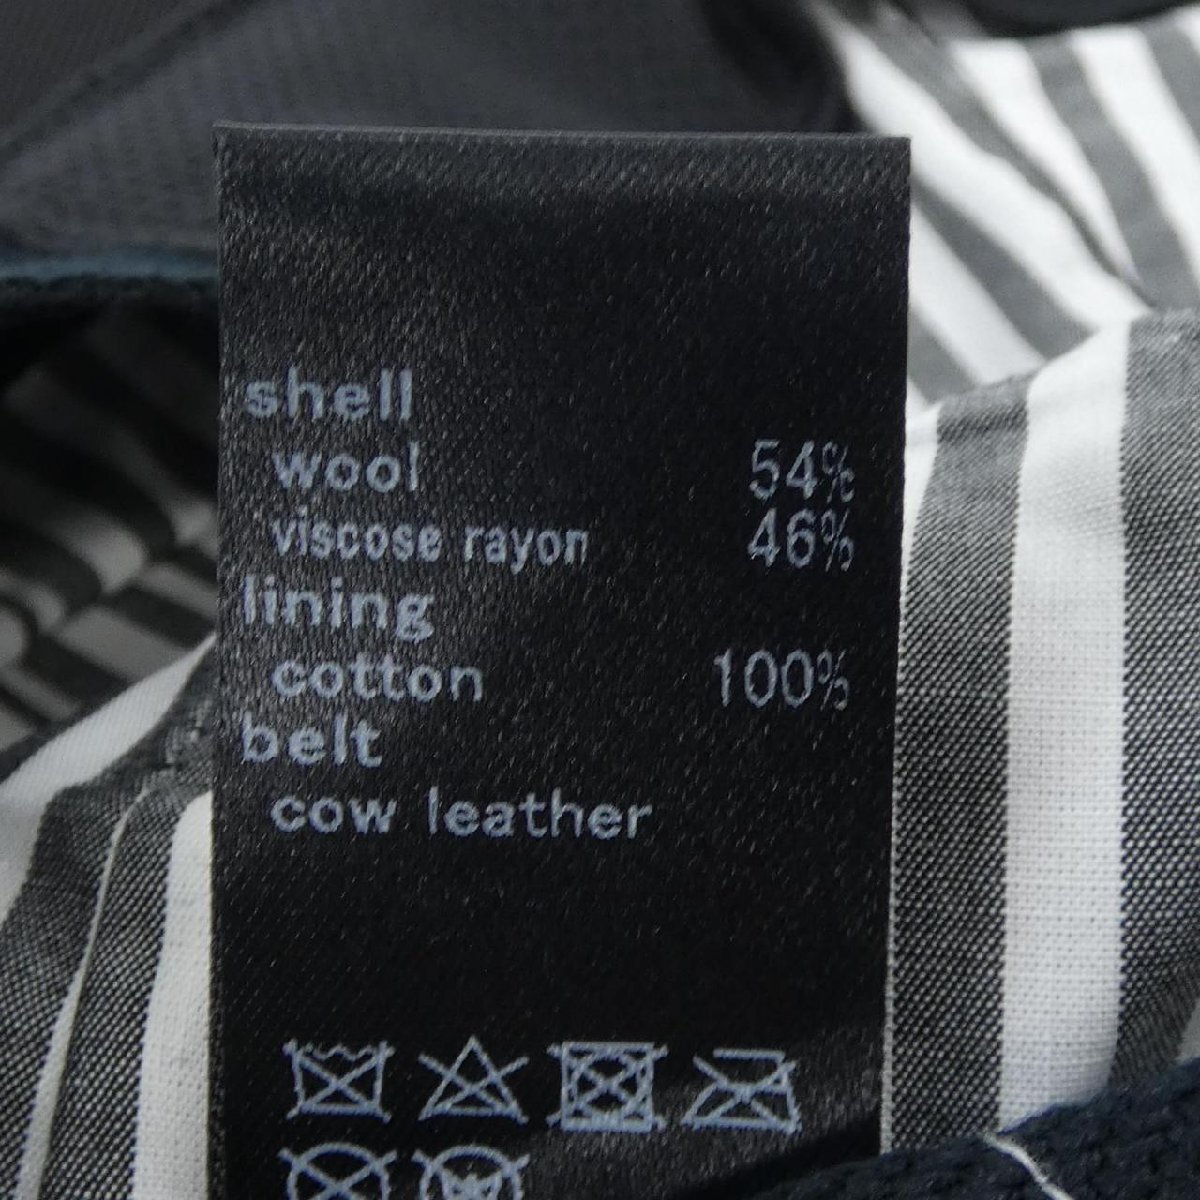 shell
wool 54%
viscose rayon 46%
lining
cotton 100%
belt
cow leather